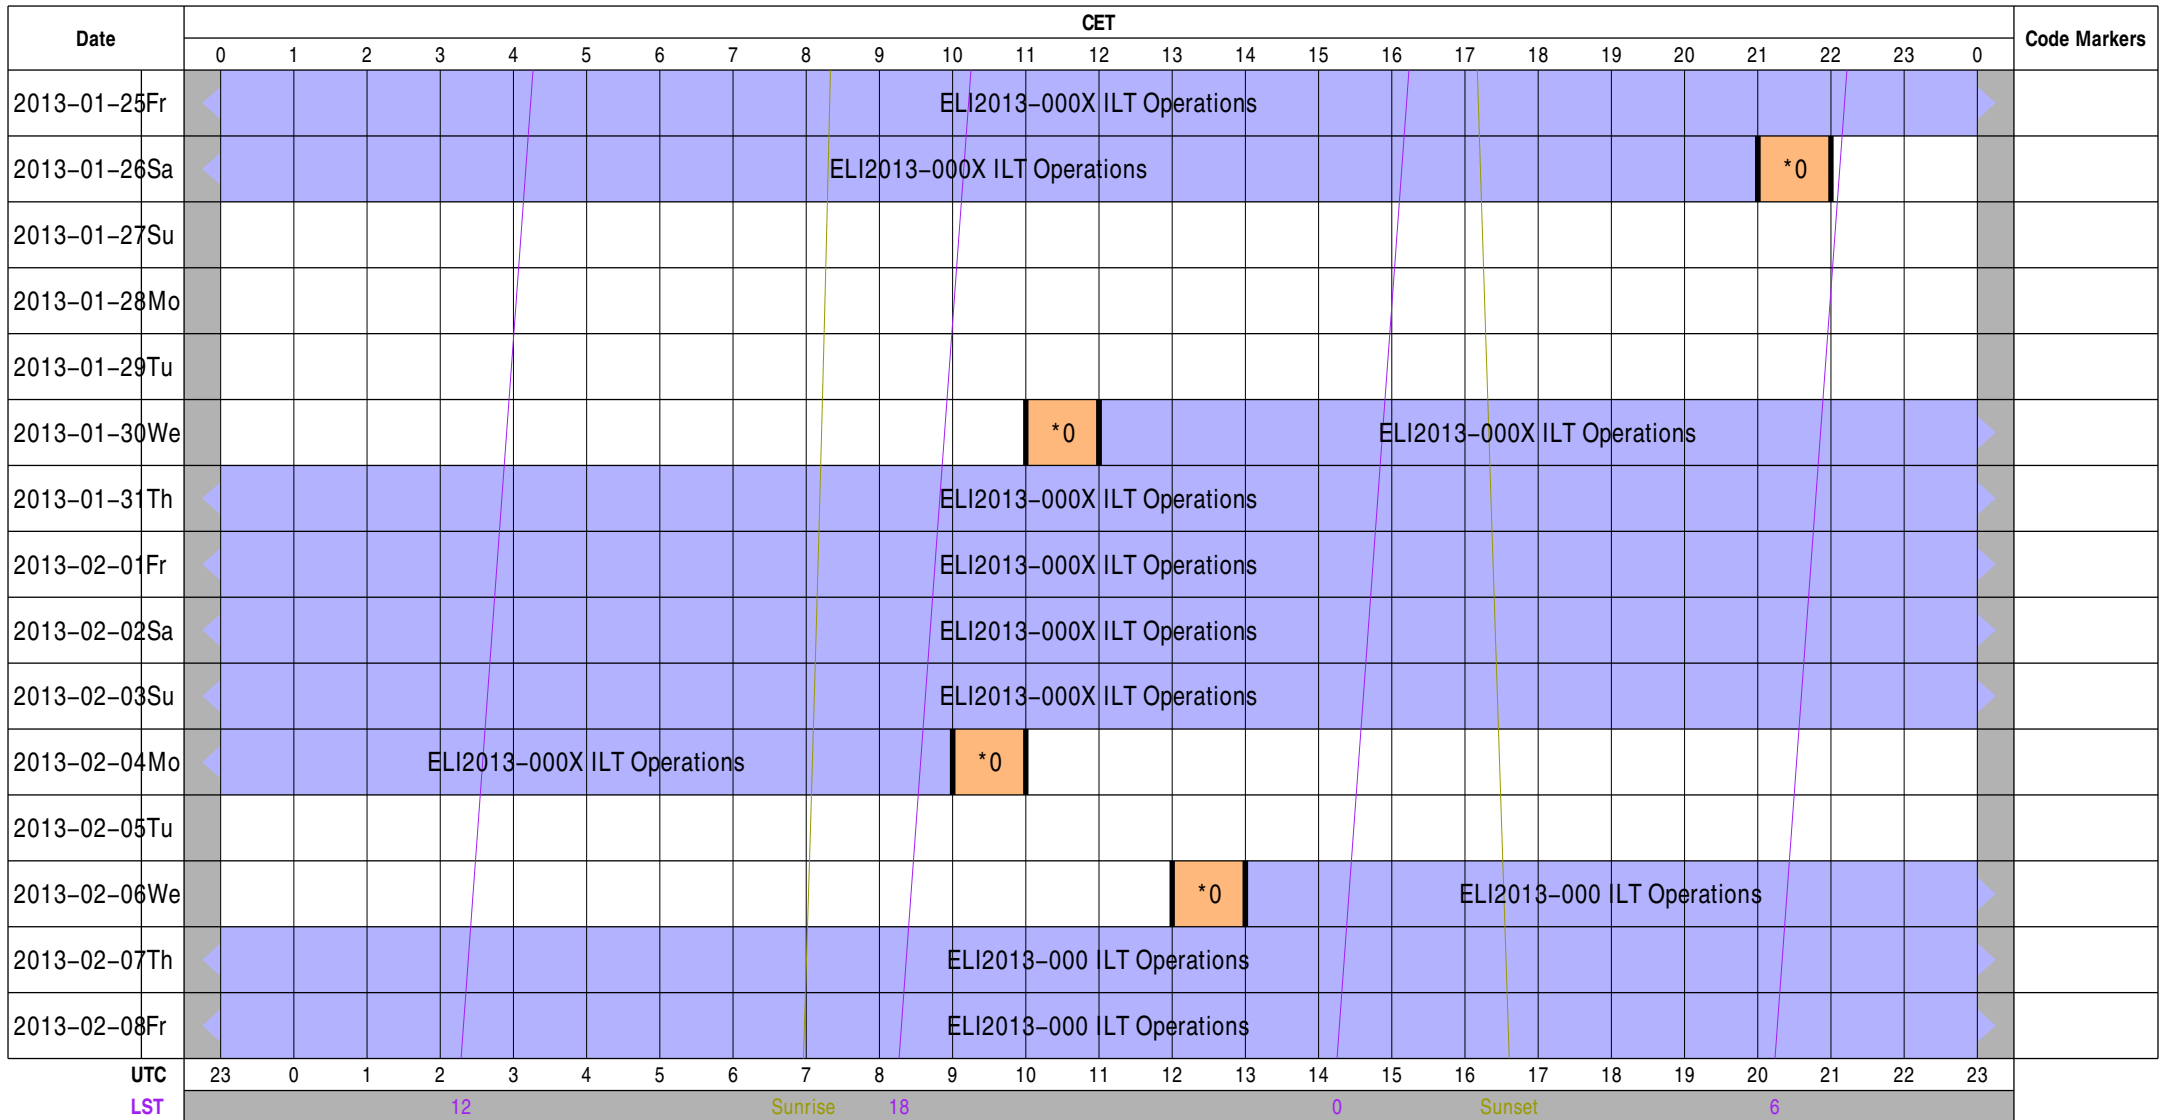 CET
Date
Code Markers
0 1 2 3 4 5 6 7 8 9 10 11 12 13 14 15 16 17 18 19 20 21 22 23 0
2013-01-25Fr ELI2013-000X ILT Operations
2013-01-26Sa ELI2013-000X ILT Operations *0
2013-01-27Su
2013-01-28Mo
2013-01-29Tu
2013-01-30We *0 ELI2013-000X ILT Operations
2013-01-31Th ELI2013-000X ILT Operations
2013-02-01Fr ELI2013-000X ILT Operations
2013-02-02Sa ELI2013-000X ILT Operations
2013-02-03Su ELI2013-000X ILT Operations
2013-02-04Mo ELI2013-000X ILT Operations *0
2013-02-05Tu
2013-02-06We *0 ELI2013-000 ILT Operations
2013-02-07Th ELI2013-000 ILT Operations
2013-02-08Fr ELI2013-000 ILT Operations
UTC 23 0 1 2 3 4 5 6 7 8 9 10 11 12 13 14 15 16 17 18 19 20 21 22 23
LST 12 Sunrise 18 0 Sunset 6